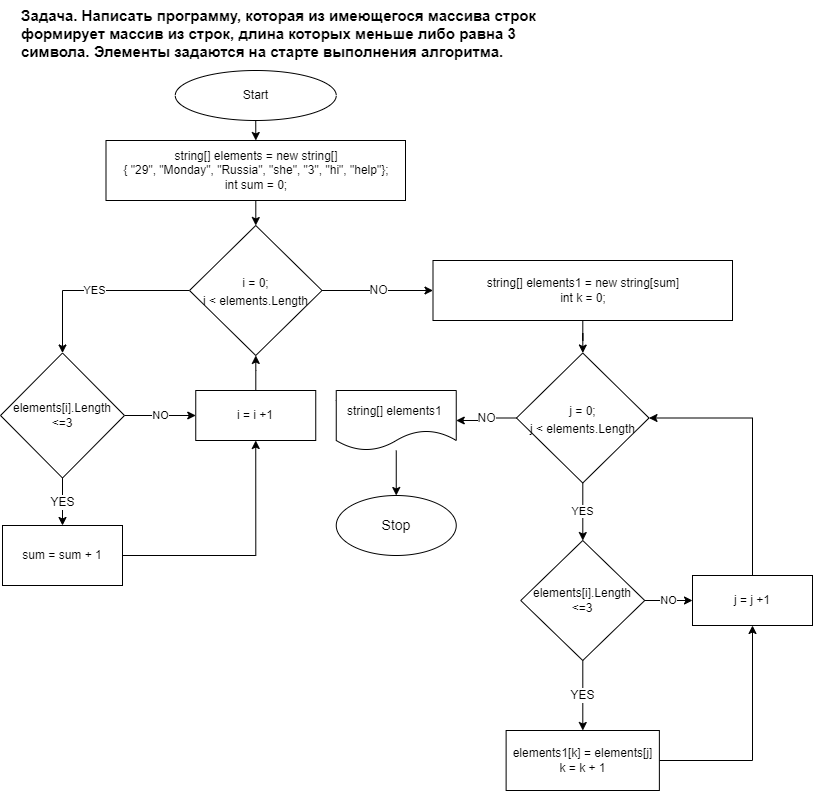 Задача. Написать программу, которая из имеющегося массива строк
формирует массив из строк, длина которых меньше либо равна 3
символа. Элементы задаются на старте выполнения алгоритма.
Start
string[] elements = new string[]
{ "29", "Monday", "Russia", "she", "3", "hi", "help"};
int sum = 0;
i = 0;
i < elements.Length
YES
NO
string[] elements1 = new string[sum]
int k = 0;
elements[i].Length
<=3
NO
i = i +1
YES
sum = sum + 1
j = 0;
j < elements.Length
NO
string[] elements1
Stop
YES
elements[i].Length
<=3
NO
j = j +1
YES
elements1[k] = elements[j]
k = k + 1